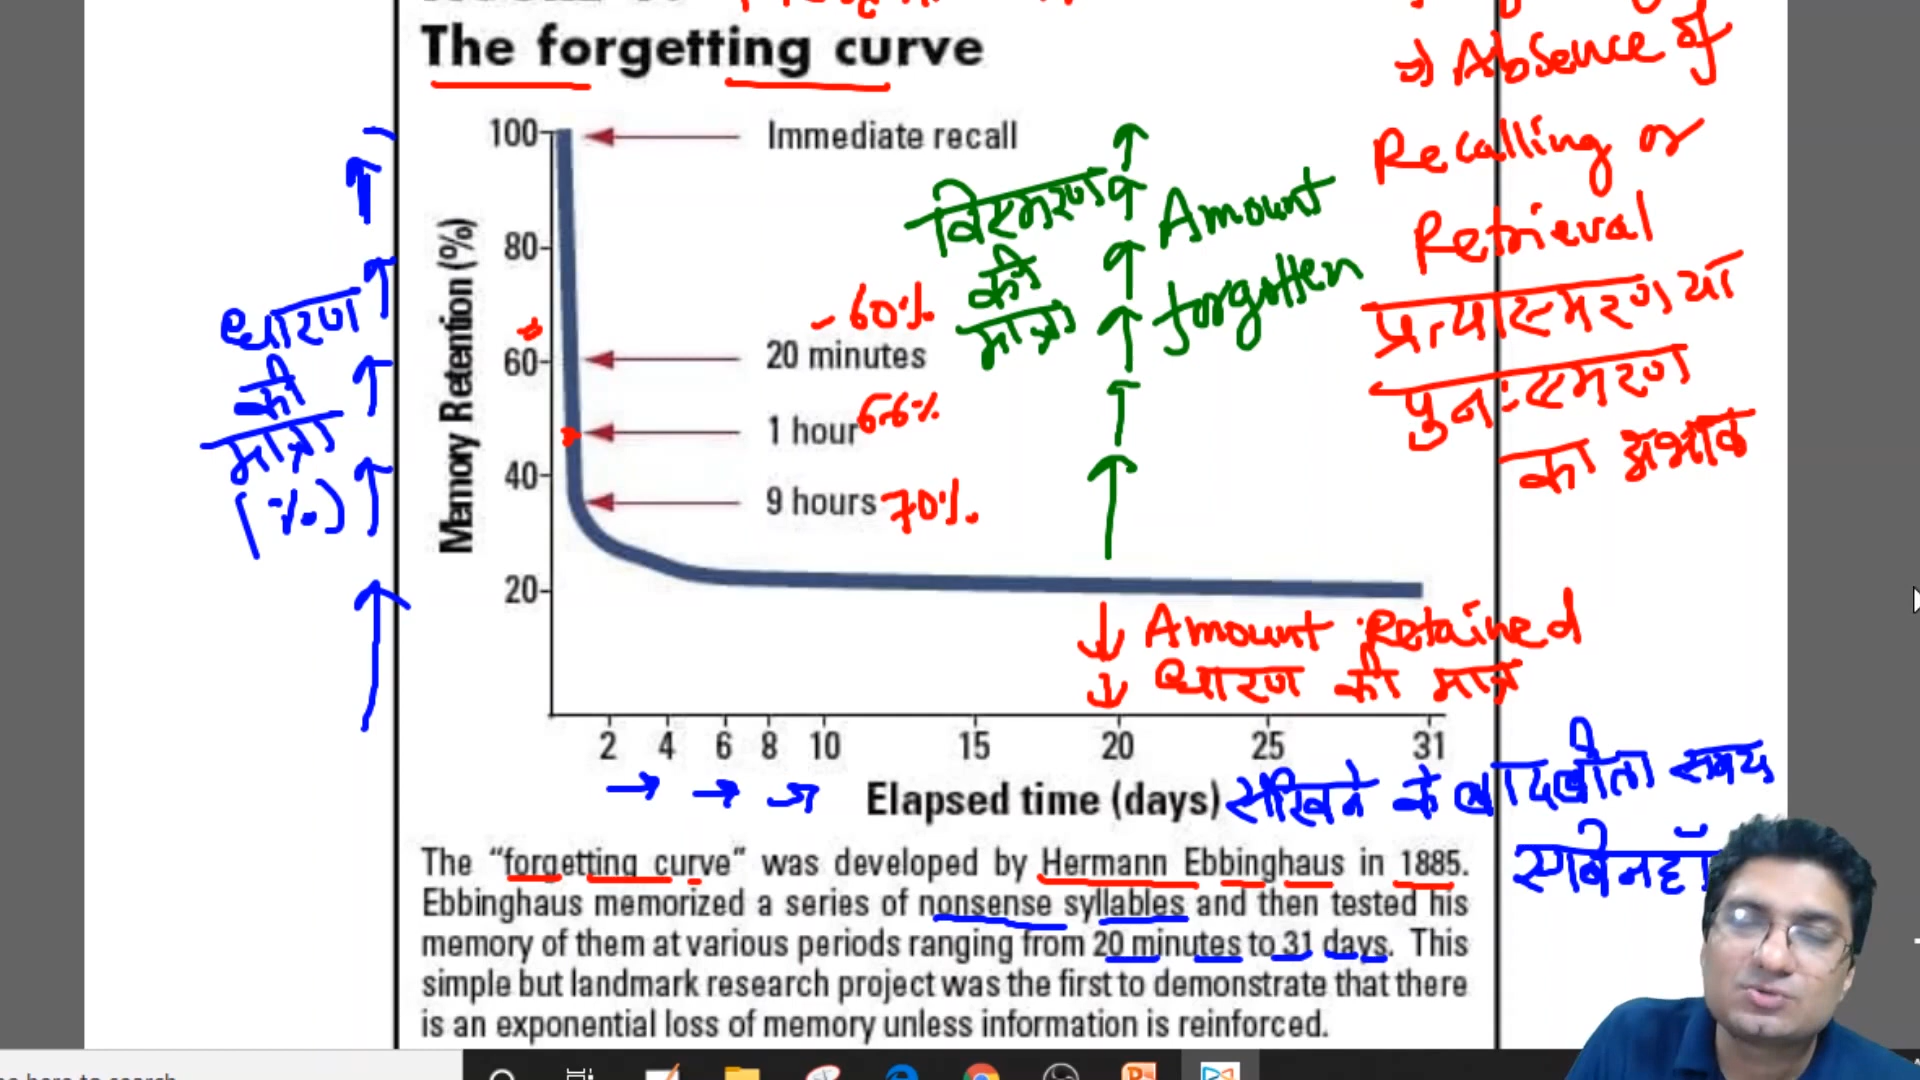 The forgetting curve
⇒ Absence of
Recalling or
Retrieval
प्रत्यास्मरण या
पुनःस्मरण
का अभाव
Memory Retention (%)
100
80
60
40
20
Immediate recall
20 minutes
1 hour
9 hours
- 60%
66%
70%
विस्मरण
की
मात्रा
Amount
forgotten
धारण
की
मात्रा
(%)
Amount Retained
धारण की मात्रा
2 4 6 8 10 15 20 25 31
Elapsed time (days)
सीखने के बाद बीता समय
The "forgetting curve" was developed by Hermann Ebbinghaus in 1885.
Ebbinghaus memorized a series of nonsense syllables and then tested his
memory of them at various periods ranging from 20 minutes to 31 days. This
simple but landmark research project was the first to demonstrate that there
is an exponential loss of memory unless information is reinforced.